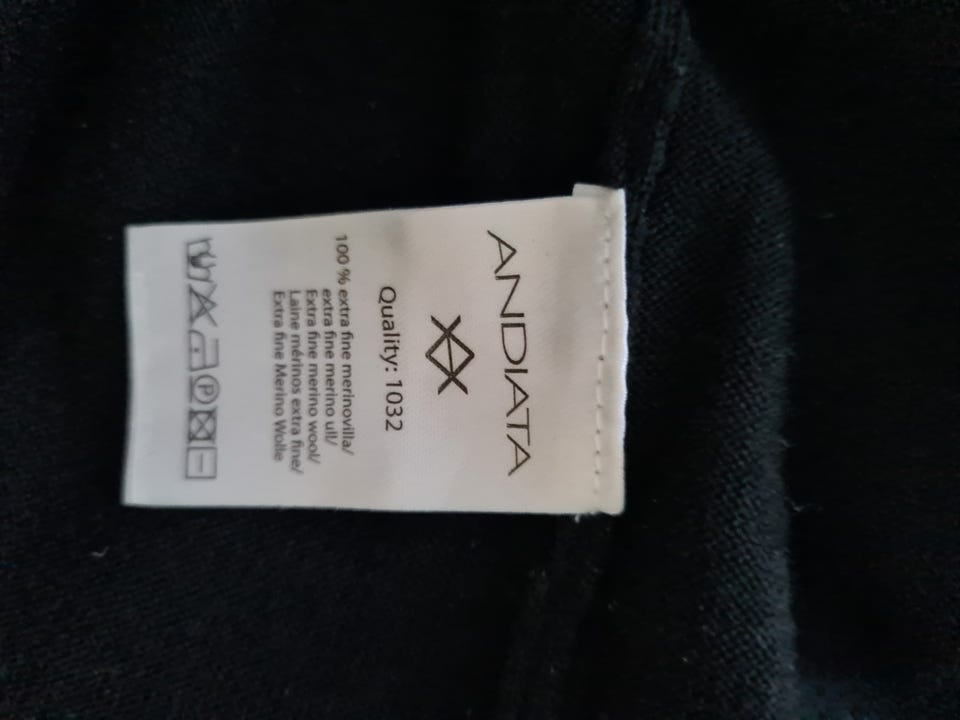 ANDIATA
Quality: 1032
100 % extra fine merinovilla/
extra fine merino ull/
Extra fine merino wool/
Laine mérinos extra fine/
Extra fine Merino Wolle
P